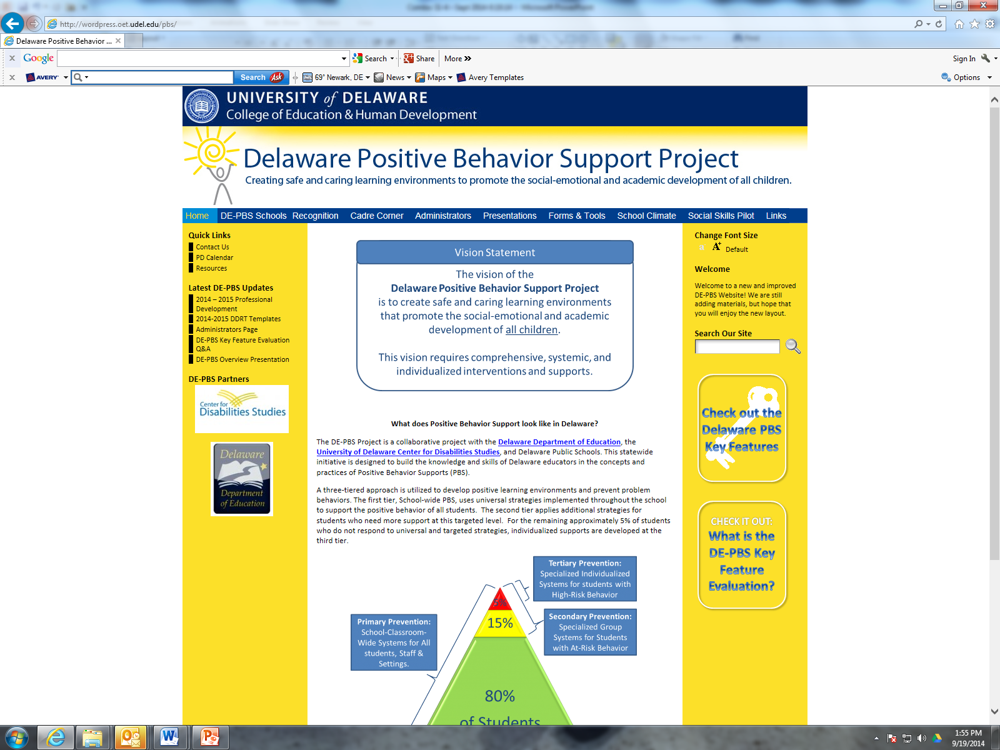 http://wordpress.oet.udel.edu/pbs/
Delaware Positive Behavior ...
x Google Search Share More » Sign In
x AVERY Search Ask 69° Newark, DE News Maps Avery Templates Options
UNIVERSITY of DELAWARE
College of Education & Human Development
Delaware Positive Behavior Support Project
Creating safe and caring learning environments to promote the social-emotional and academic development of all children.
Home DE-PBS Schools Recognition Cadre Corner Administrators Presentations Forms & Tools School Climate Social Skills Pilot Links
Quick Links
Contact Us
PD Calendar
Resources
Latest DE-PBS Updates
2014 – 2015 Professional
Development
2014-2015 DDRT Templates
Administrators Page
DE-PBS Key Feature Evaluation
Q&A
DE-PBS Overview Presentation
DE-PBS Partners
Center for
Disabilities Studies
Delaware
Department
of Education
Vision Statement
The vision of the
Delaware Positive Behavior Support Project
is to create safe and caring learning environments
that promote the social-emotional and academic
development of all children.
This vision requires comprehensive, systemic, and
individualized interventions and supports.
What does Positive Behavior Support look like in Delaware?
The DE-PBS Project is a collaborative project with the Delaware Department of Education, the
University of Delaware Center for Disabilities Studies, and Delaware Public Schools. This statewide
initiative is designed to build the knowledge and skills of Delaware educators in the concepts and
practices of Positive Behavior Supports (PBS).
A three-tiered approach is utilized to develop positive learning environments and prevent problem
behaviors. The first tier, School-wide PBS, uses universal strategies implemented throughout the school
to support the positive behavior of all students. The second tier applies additional strategies for
students who need more support at this targeted level. For the remaining approximately 5% of students
who do not respond to universal and targeted strategies, individualized supports are developed at the
third tier.
Tertiary Prevention:
Specialized Individualized
Systems for students with
High-Risk Behavior
5%
15%
Secondary Prevention:
Specialized Group
Systems for Students
with At-Risk Behavior
Primary Prevention:
School-Classroom-
Wide Systems for All
students, Staff &
Settings.
80%
of Students
Change Font Size
a A+ Default
Welcome
Welcome to a new and improved
DE-PBS Website! We are still
adding materials, but hope that
you will enjoy the new layout.
Search Our Site
Check out the
Delaware PBS
Key Features
CHECK IT OUT:
What is the
DE-PBS Key
Feature
Evaluation?
1:55 PM
9/19/2014